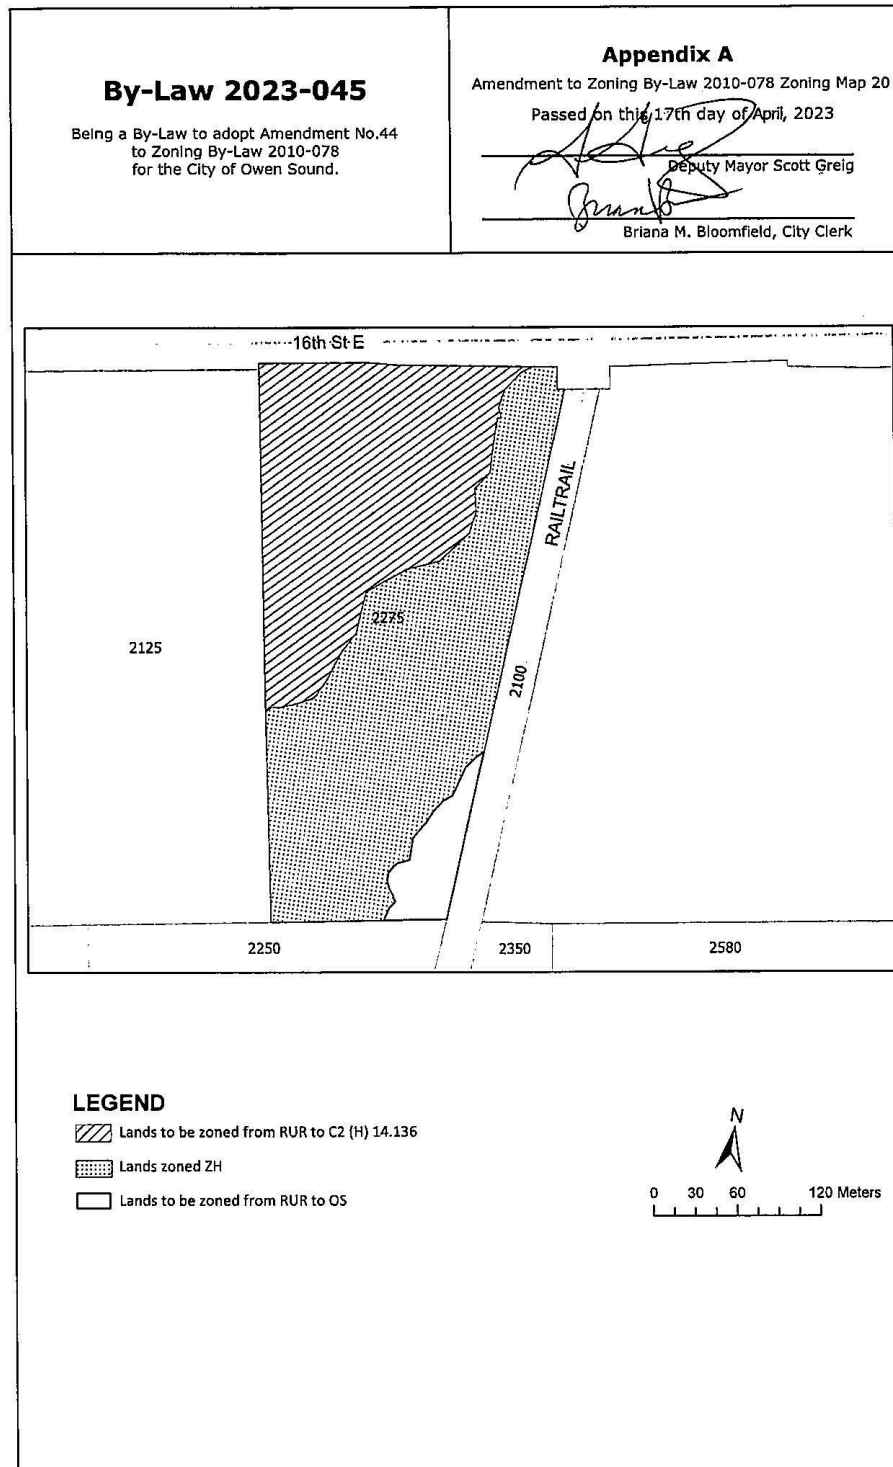 By-Law 2023-045
Being a By-Law to adopt Amendment No.44
to Zoning By-Law 2010-078
for the City of Owen Sound.
Appendix A
Amendment to Zoning By-Law 2010-078 Zoning Map 20
Passed on this 17th day of April, 2023
Deputy Mayor Scott Greig
Briana M. Bloomfield, City Clerk
16th St E
RAILTRAIL
2275
2125
2100
2250
2350
2580
LEGEND
Lands to be zoned from RUR to C2 (H) 14.136
Lands zoned ZH
Lands to be zoned from RUR to OS
N
0 30 60 120 Meters